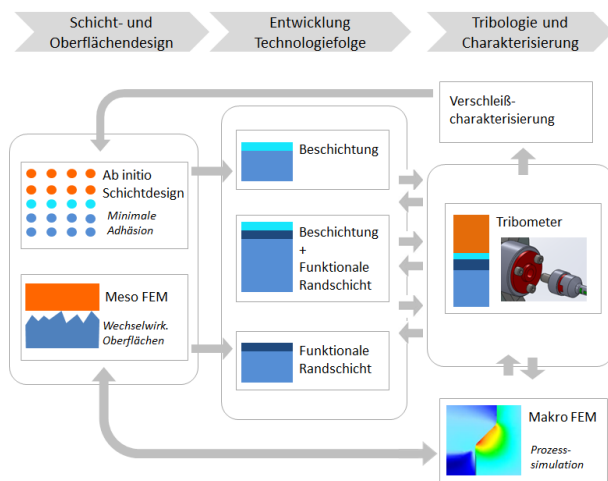 Schicht- und
Oberflächendesign
Entwicklung
Technologiefolge
Tribologie und
Charakterisierung
Verschleiß-
charakterisierung
Ab initio
Schichtdesign
Minimale
Adhäsion
Meso FEM
Wechselwirk.
Oberflächen
Beschichtung
Beschichtung
+
Funktionale
Randschicht
Funktionale
Randschicht
Tribometer
Makro FEM
Prozess-
simulation